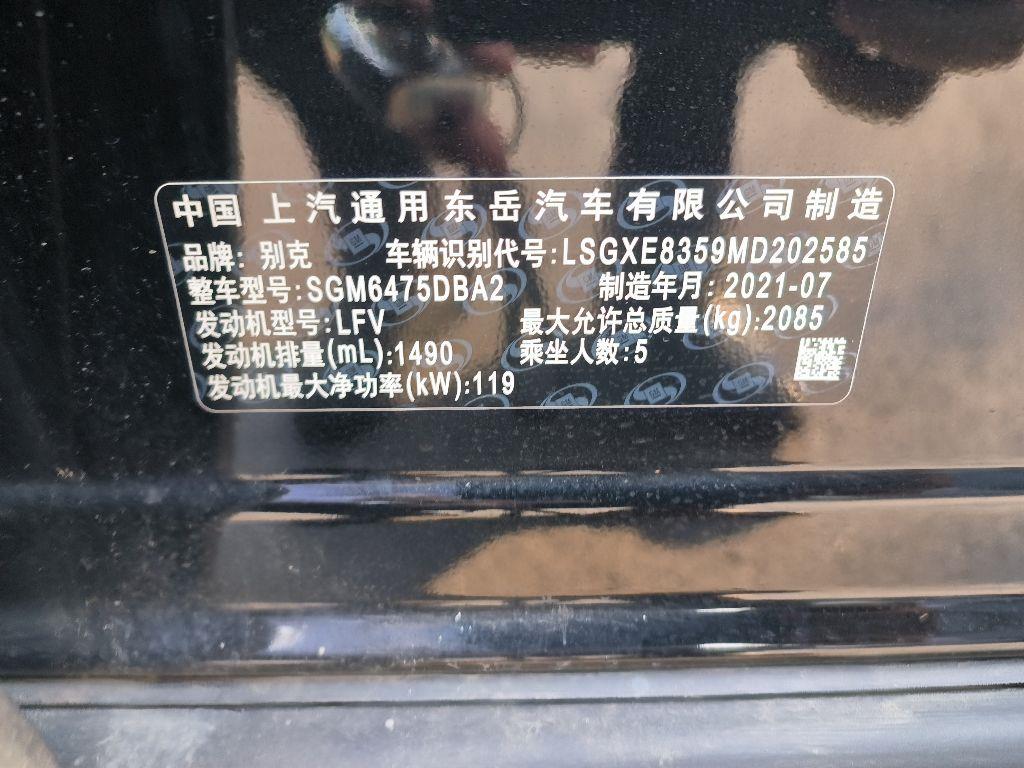 中国 上汽通用东岳汽车有限公司制造
品牌: 别克 车辆识别代号:LSGXE8359MD202585
整车型号:SGM6475DBA2 制造年月: 2021-07
发动机型号:LFV 最大允许总质量(kg):2085
发动机排量(mL):1490 乘坐人数:5
发动机最大净功率(kW):119